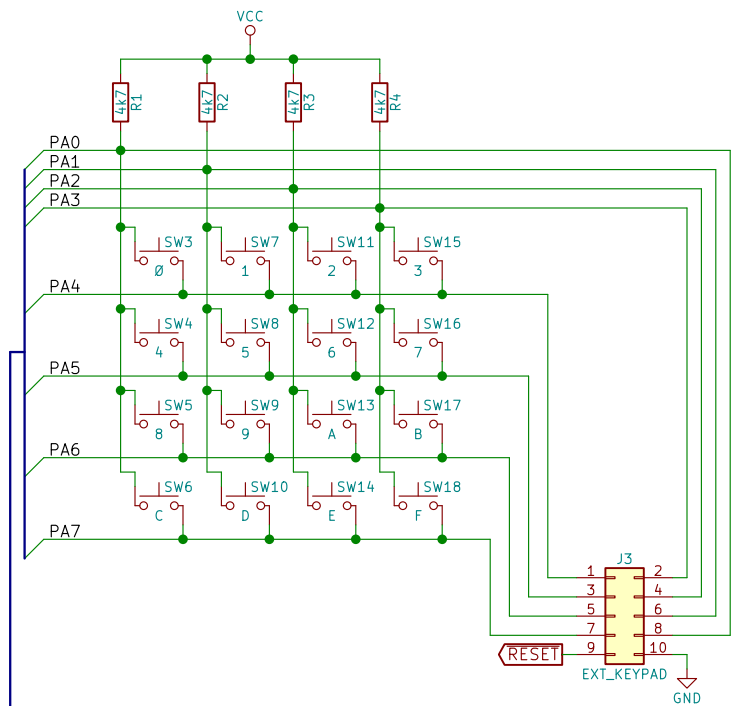 VCC
4k7 R1 4k7 R2 4k7 R3 4k7 R4
PA0
PA1
PA2
PA3
SW3 SW7 SW11 SW15
Ø 1 2 3
PA4
SW4 SW8 SW12 SW16
4 5 6 7
PA5
SW5 SW9 SW13 SW17
8 9 A B
PA6
SW6 SW10 SW14 SW18
C D E F
PA7
J3
1 2
3 4
5 6
7 8
RESET 9 10
EXT_KEYPAD
GND